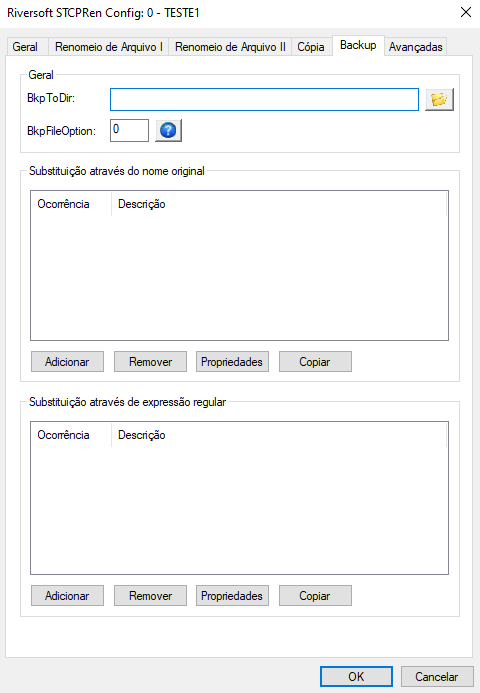 Riversoft STCPRen Config: 0 - TESTE1
Geral Renomeio de Arquivo I Renomeio de Arquivo II Cópia Backup Avançadas
Geral
BkpToDir:
BkpFileOption: 0 ?
Substituição através do nome original
Ocorrência Descrição
Adicionar Remover Propriedades Copiar
Substituição através de expressão regular
Ocorrência Descrição
Adicionar Remover Propriedades Copiar
OK Cancelar